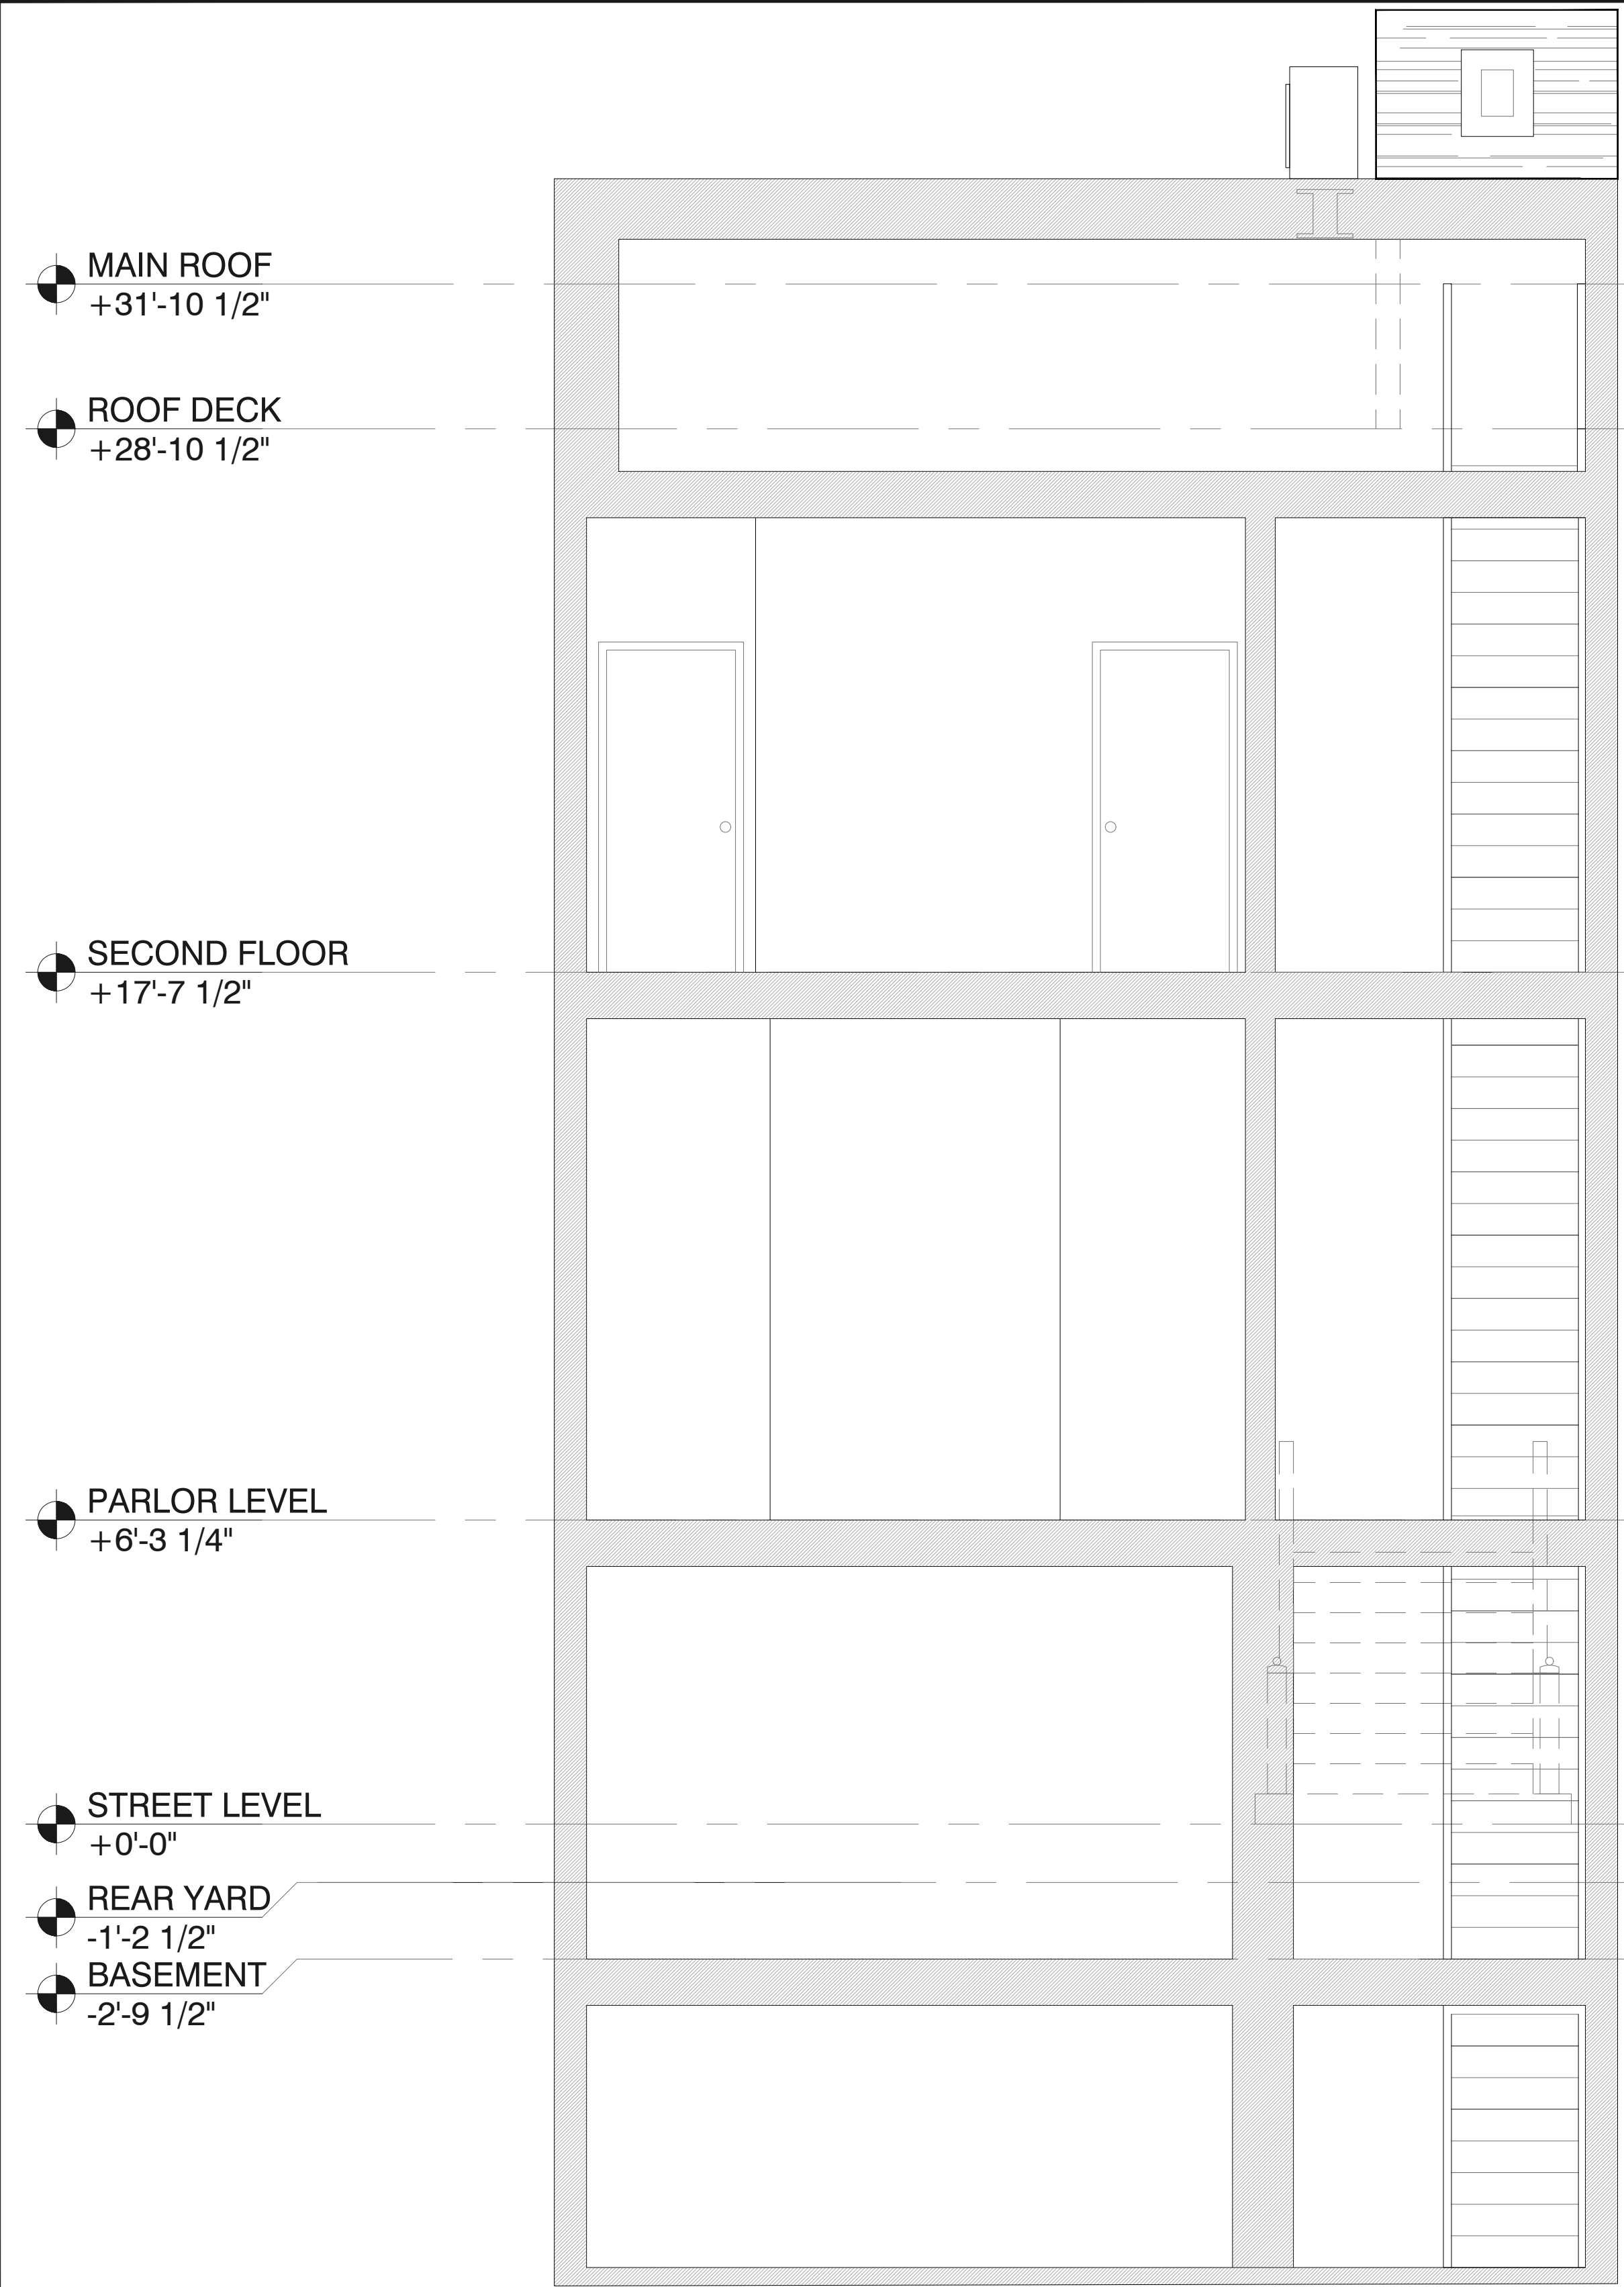 MAIN ROOF
+31'-10 1/2"
ROOF DECK
+28'-10 1/2"
SECOND FLOOR
+17'-7 1/2"
PARLOR LEVEL
+6'-3 1/4"
STREET LEVEL
+0'-0"
REAR YARD
-1'-2 1/2"
BASEMENT
-2'-9 1/2"